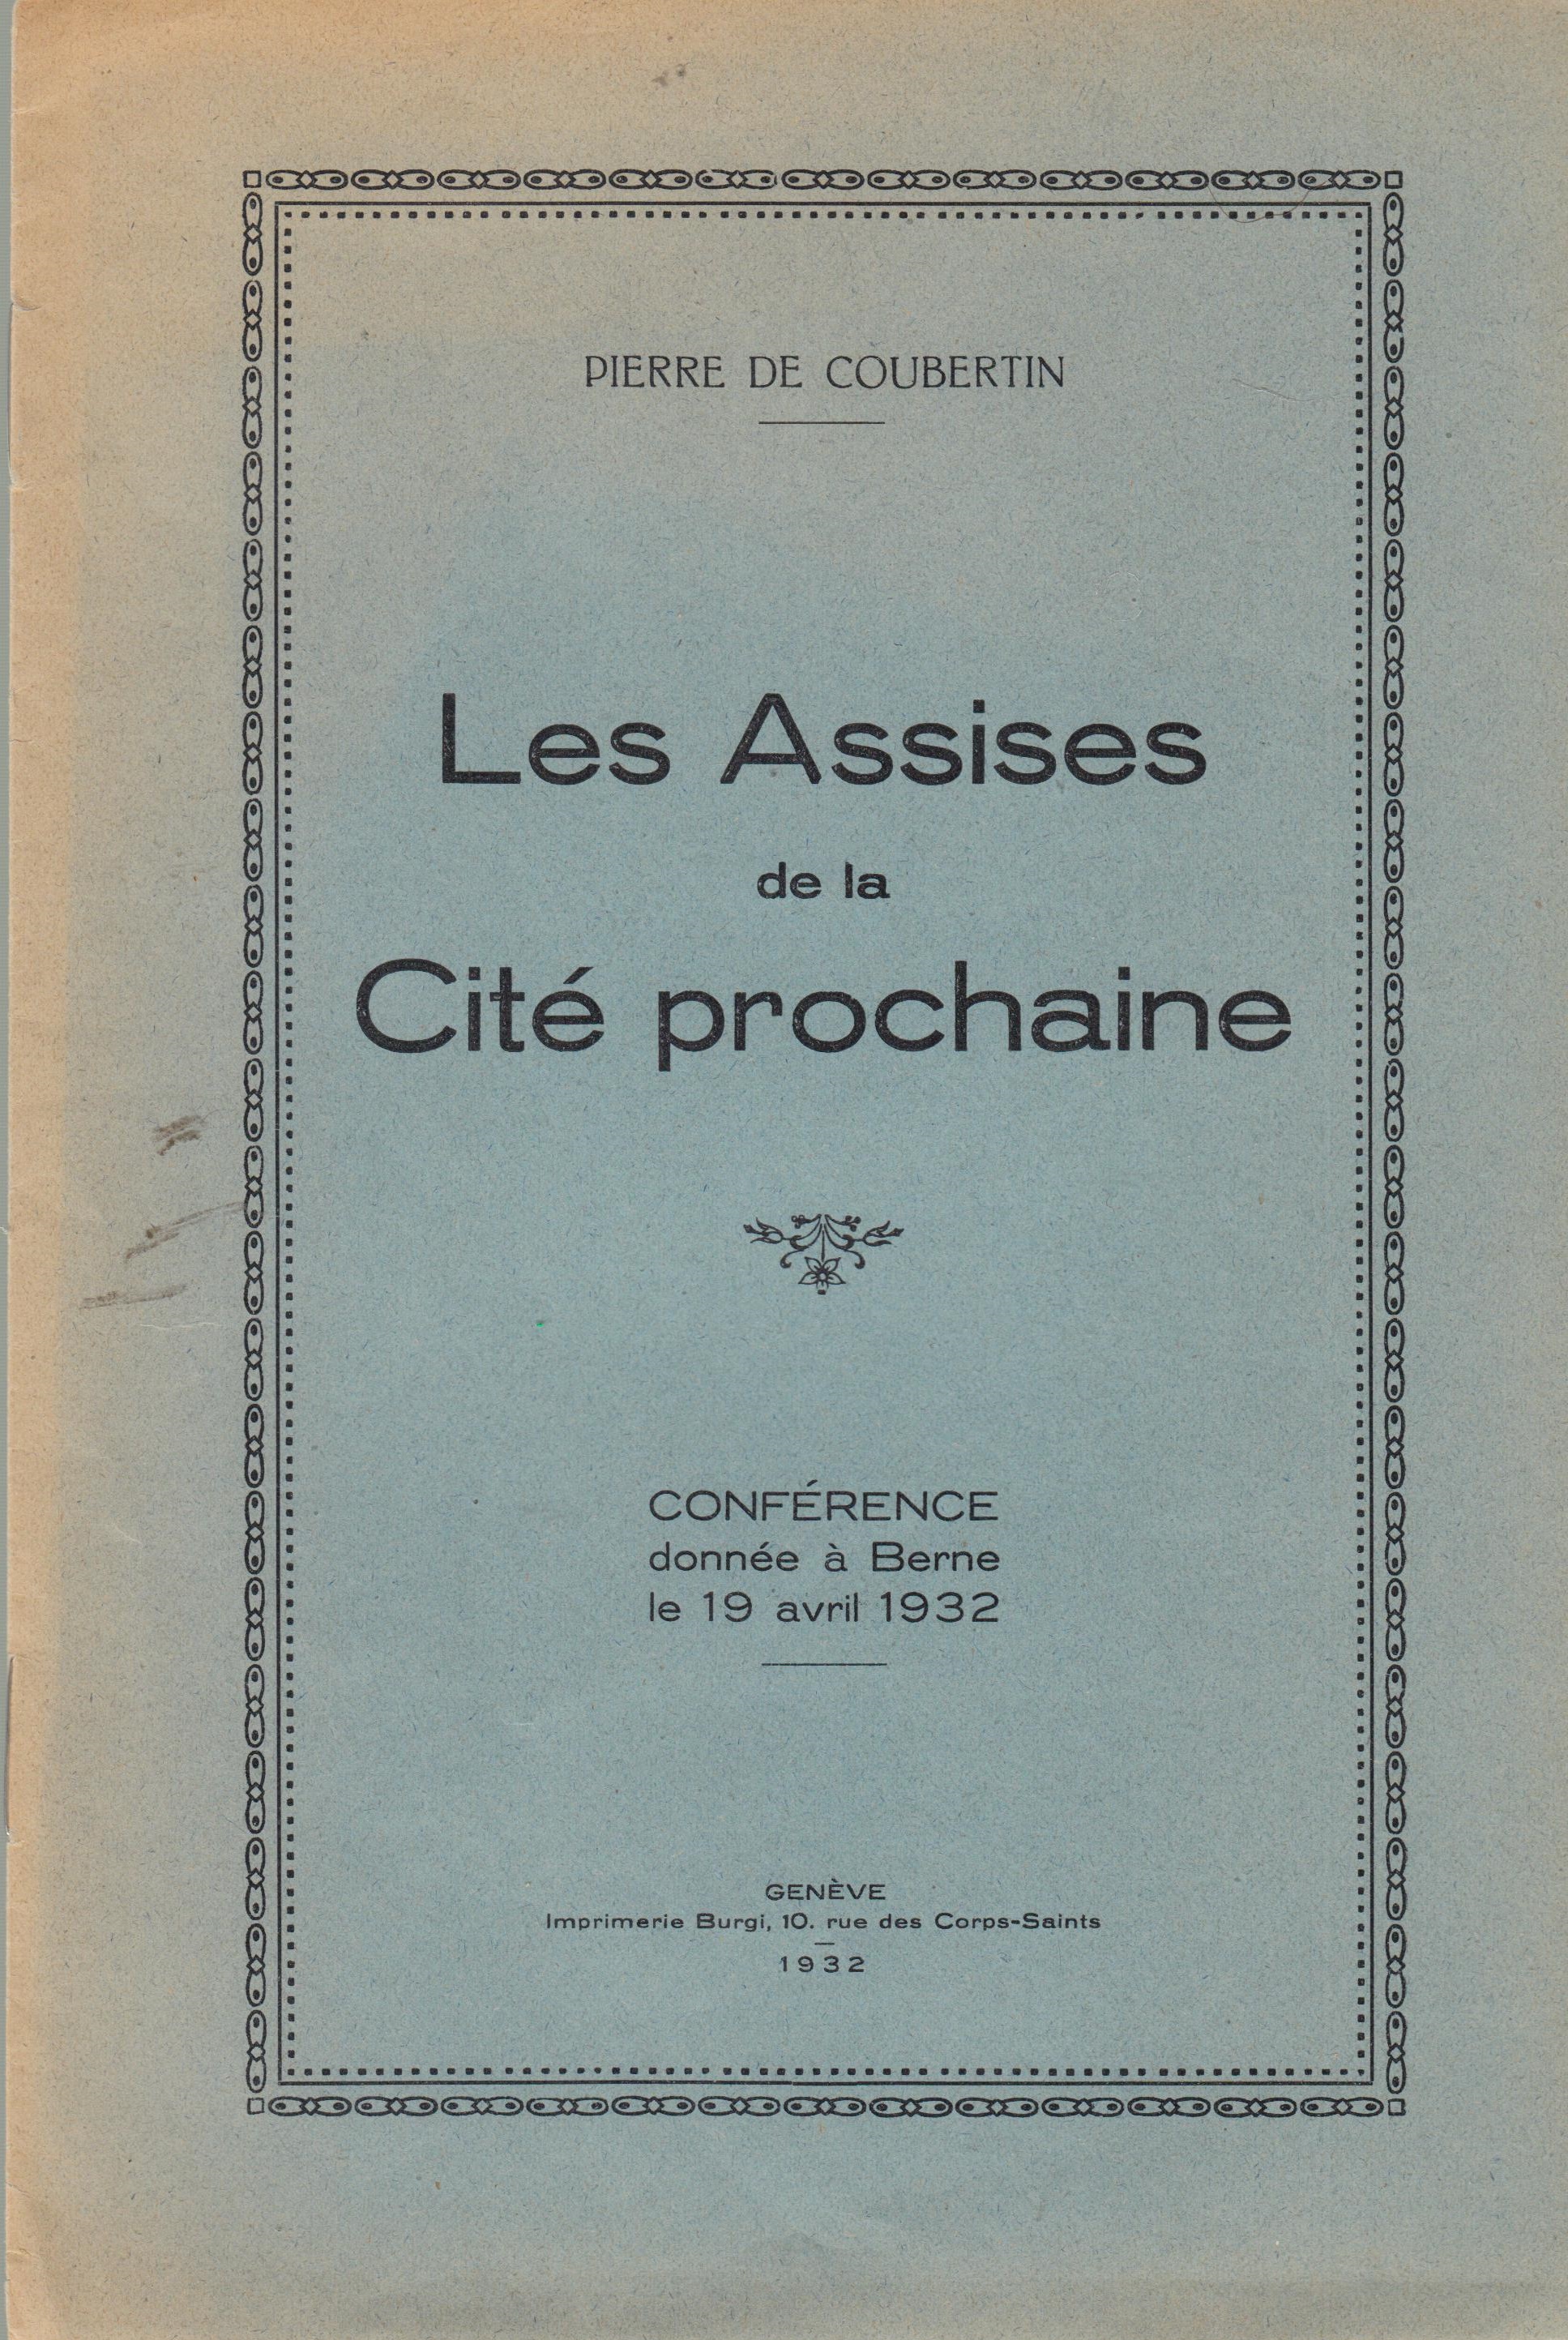 PIERRE DE COUBERTIN
Les Assises
de la
Cité prochaine
CONFÉRENCE
donnée à Berne
le 19 avril 1932
GENÈVE
Imprimerie Burgi, 10. rue des Corps-Saints
1932